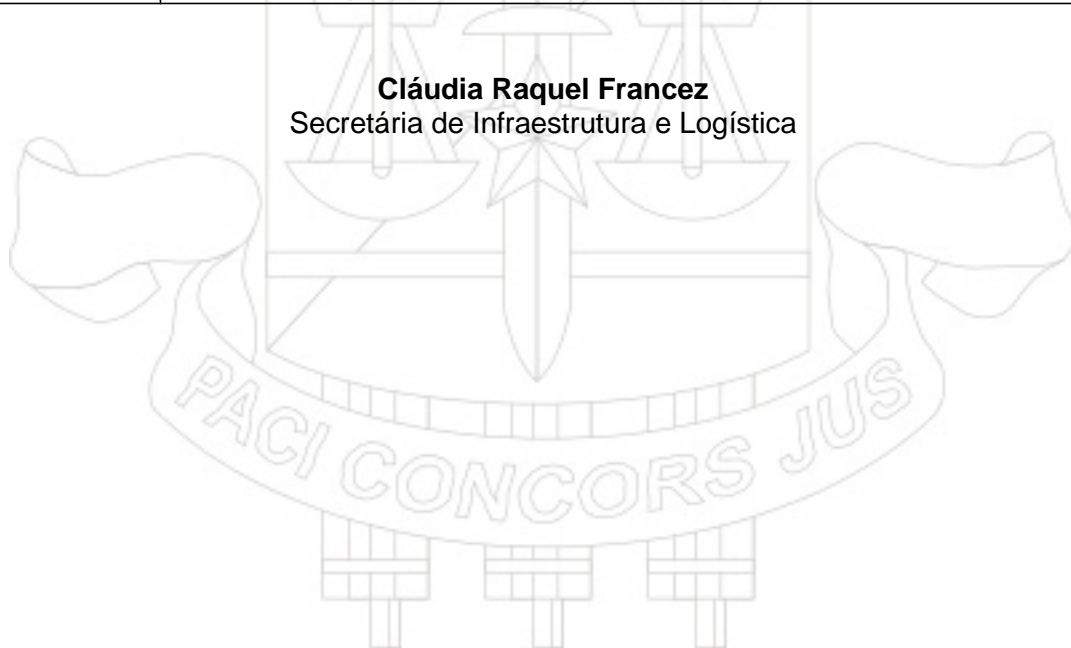 Cláudia Raquel Francez
Secretária de Infraestrutura e Logística
PACI CONCORS JUS